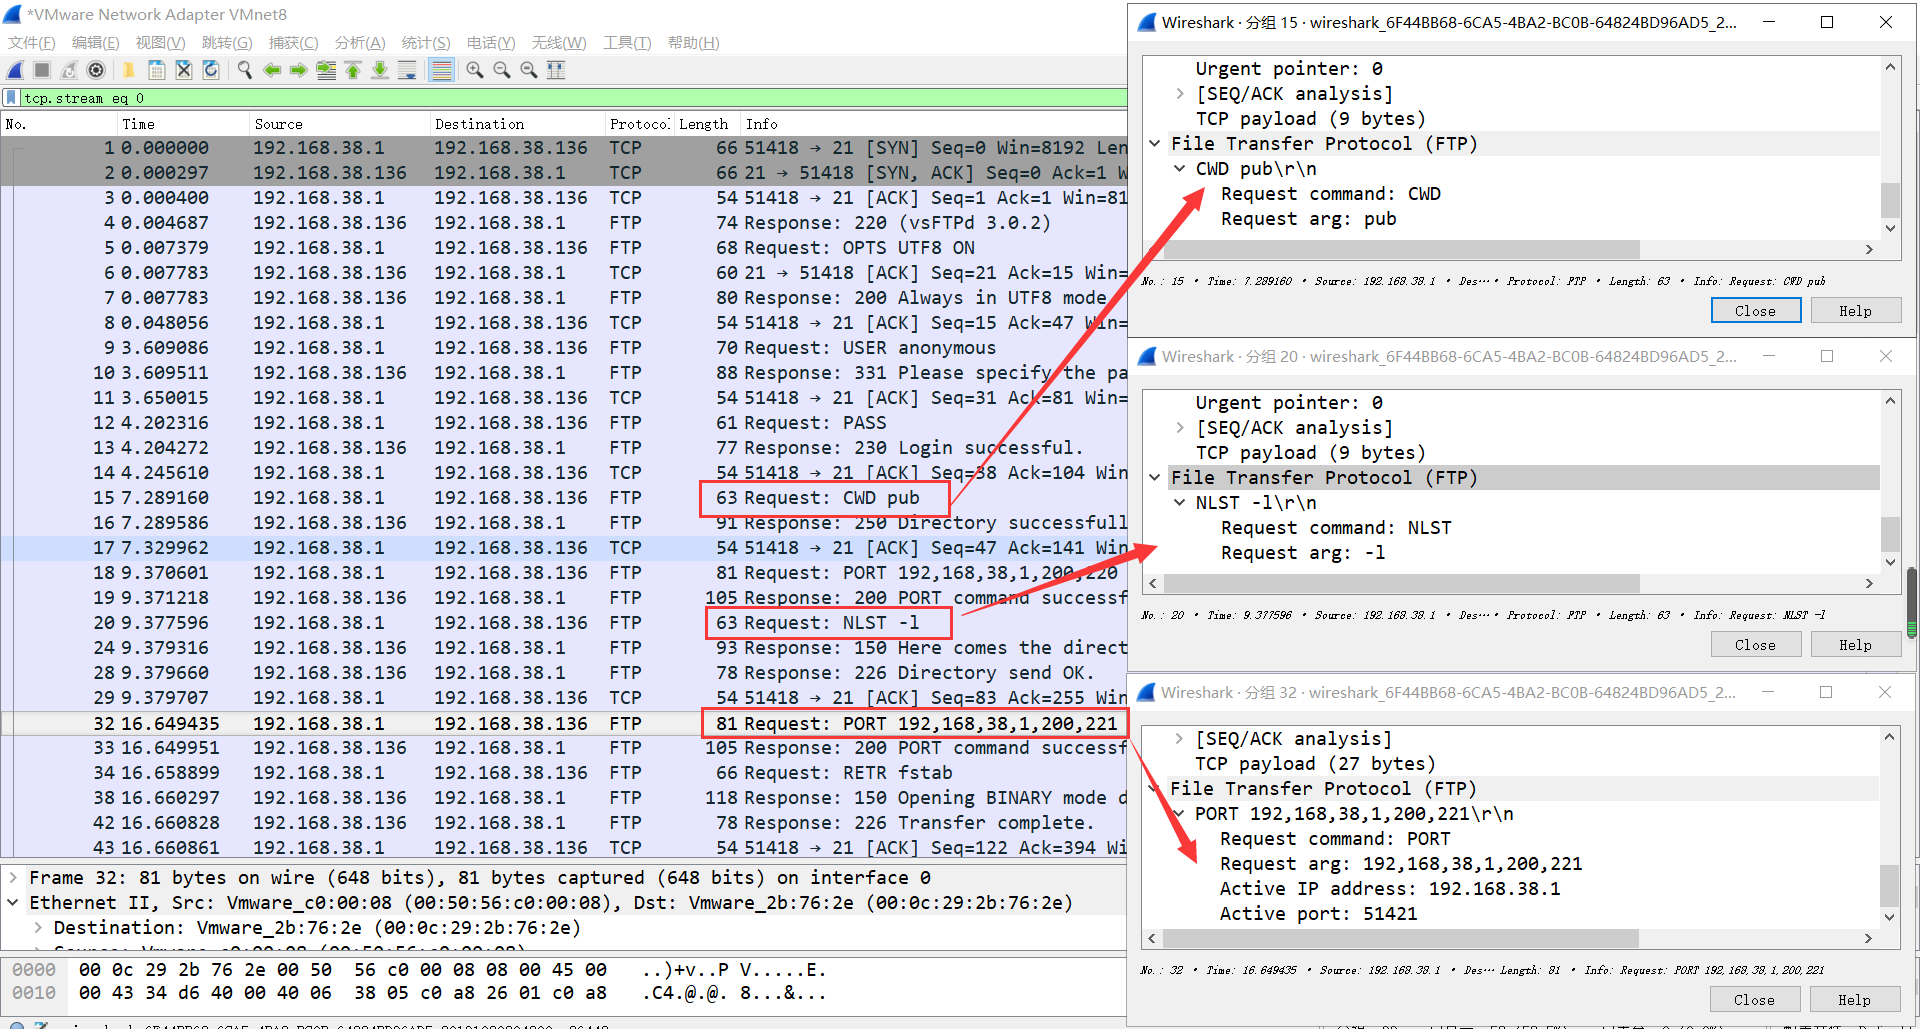 *VMware Network Adapter VMnet8
文件(F) 编辑(E) 视图(V) 跳转(G) 捕获(C) 分析(A) 统计(S) 电话(Y) 无线(W) 工具(T) 帮助(H)
tcp.stream eq 0
No. Time Source Destination Protocol Length Info
1 0.000000 192.168.38.1 192.168.38.136 TCP 66 51418 → 21 [SYN] Seq=0 Win=8192 Len
2 0.000297 192.168.38.136 192.168.38.1 TCP 66 21 → 51418 [SYN, ACK] Seq=0 Ack=1 W
3 0.000400 192.168.38.1 192.168.38.136 TCP 54 51418 → 21 [ACK] Seq=1 Ack=1 Win=81
4 0.004687 192.168.38.136 192.168.38.1 FTP 74 Response: 220 (vsFTPd 3.0.2)
5 0.007379 192.168.38.1 192.168.38.136 FTP 68 Request: OPTS UTF8 ON
6 0.007783 192.168.38.136 192.168.38.1 TCP 60 21 → 51418 [ACK] Seq=21 Ack=15 Win=
7 0.007783 192.168.38.136 192.168.38.1 FTP 80 Response: 200 Always in UTF8 mode
8 0.048056 192.168.38.1 192.168.38.136 TCP 54 51418 → 21 [ACK] Seq=15 Ack=47 Win=
9 3.609086 192.168.38.1 192.168.38.136 FTP 70 Request: USER anonymous
10 3.609511 192.168.38.136 192.168.38.1 FTP 88 Response: 331 Please specify the pa
11 3.650015 192.168.38.1 192.168.38.136 TCP 54 51418 → 21 [ACK] Seq=31 Ack=81 Win=
12 4.202316 192.168.38.1 192.168.38.136 FTP 61 Request: PASS
13 4.204272 192.168.38.136 192.168.38.1 FTP 77 Response: 230 Login successful.
14 4.245610 192.168.38.1 192.168.38.136 TCP 54 51418 → 21 [ACK] Seq=38 Ack=104 Win
15 7.289160 192.168.38.1 192.168.38.136 FTP 63 Request: CWD pub
16 7.289586 192.168.38.136 192.168.38.1 FTP 91 Response: 250 Directory successfull
17 7.329962 192.168.38.1 192.168.38.136 TCP 54 51418 → 21 [ACK] Seq=47 Ack=141 Win
18 9.370601 192.168.38.1 192.168.38.136 FTP 81 Request: PORT 192,168,38,1,200,220
19 9.371218 192.168.38.136 192.168.38.1 FTP 105 Response: 200 PORT command successf
20 9.377596 192.168.38.1 192.168.38.136 FTP 63 Request: NLST -l
24 9.379316 192.168.38.136 192.168.38.1 FTP 93 Response: 150 Here comes the direct
28 9.379660 192.168.38.136 192.168.38.1 FTP 78 Response: 226 Directory send OK.
29 9.379707 192.168.38.1 192.168.38.136 TCP 54 51418 → 21 [ACK] Seq=83 Ack=255 Win
32 16.649435 192.168.38.1 192.168.38.136 FTP 81 Request: PORT 192,168,38,1,200,221
33 16.649951 192.168.38.136 192.168.38.1 FTP 105 Response: 200 PORT command successf
34 16.658899 192.168.38.1 192.168.38.136 FTP 66 Request: RETR fstab
38 16.660297 192.168.38.136 192.168.38.1 FTP 118 Response: 150 Opening BINARY mode d
42 16.660828 192.168.38.136 192.168.38.1 FTP 78 Response: 226 Transfer complete.
43 16.660861 192.168.38.1 192.168.38.136 TCP 54 51418 → 21 [ACK] Seq=122 Ack=394 Wi
Frame 32: 81 bytes on wire (648 bits), 81 bytes captured (648 bits) on interface 0
Ethernet II, Src: Vmware_c0:00:08 (00:50:56:c0:00:08), Dst: Vmware_2b:76:2e (00:0c:29:2b:76:2e)
Destination: Vmware_2b:76:2e (00:0c:29:2b:76:2e)
Source: Vmware_c0:00:08 (00:50:56:c0:00:08)
0000 00 0c 29 2b 76 2e 00 50 56 c0 00 08 08 00 45 00 ..)+v..P V.....E.
0010 00 43 34 d6 40 00 40 06 38 05 c0 a8 26 01 c0 a8 .C4.@.@. 8...&...
Wireshark · 分组 15 · wireshark_6F44BB68-6CA5-4BA2-BC0B-64824BD96AD5_2...
Urgent pointer: 0
[SEQ/ACK analysis]
TCP payload (9 bytes)
File Transfer Protocol (FTP)
CWD pub\r\n
Request command: CWD
Request arg: pub
No.: 15 · Time: 7.289160 · Source: 192.168.38.1 · Des⋯ · Protocol: FTP · Length: 63 · Info: Request: CWD pub
Close Help
Wireshark · 分组 20 · wireshark_6F44BB68-6CA5-4BA2-BC0B-64824BD96AD5_2...
Urgent pointer: 0
[SEQ/ACK analysis]
TCP payload (9 bytes)
File Transfer Protocol (FTP)
NLST -l\r\n
Request command: NLST
Request arg: -l
No.: 20 · Time: 9.377596 · Source: 192.168.38.1 · Des⋯ · Protocol: FTP · Length: 63 · Info: Request: NLST -l
Close Help
Wireshark · 分组 32 · wireshark_6F44BB68-6CA5-4BA2-BC0B-64824BD96AD5_2...
[SEQ/ACK analysis]
TCP payload (27 bytes)
File Transfer Protocol (FTP)
PORT 192,168,38,1,200,221\r\n
Request command: PORT
Request arg: 192,168,38,1,200,221
Active IP address: 192.168.38.1
Active port: 51421
No.: 32 · Time: 16.649435 · Source: 192.168.38.1 · Des⋯ Length: 81 · Info: Request: PORT 192,168,38,1,200,221
Close Help